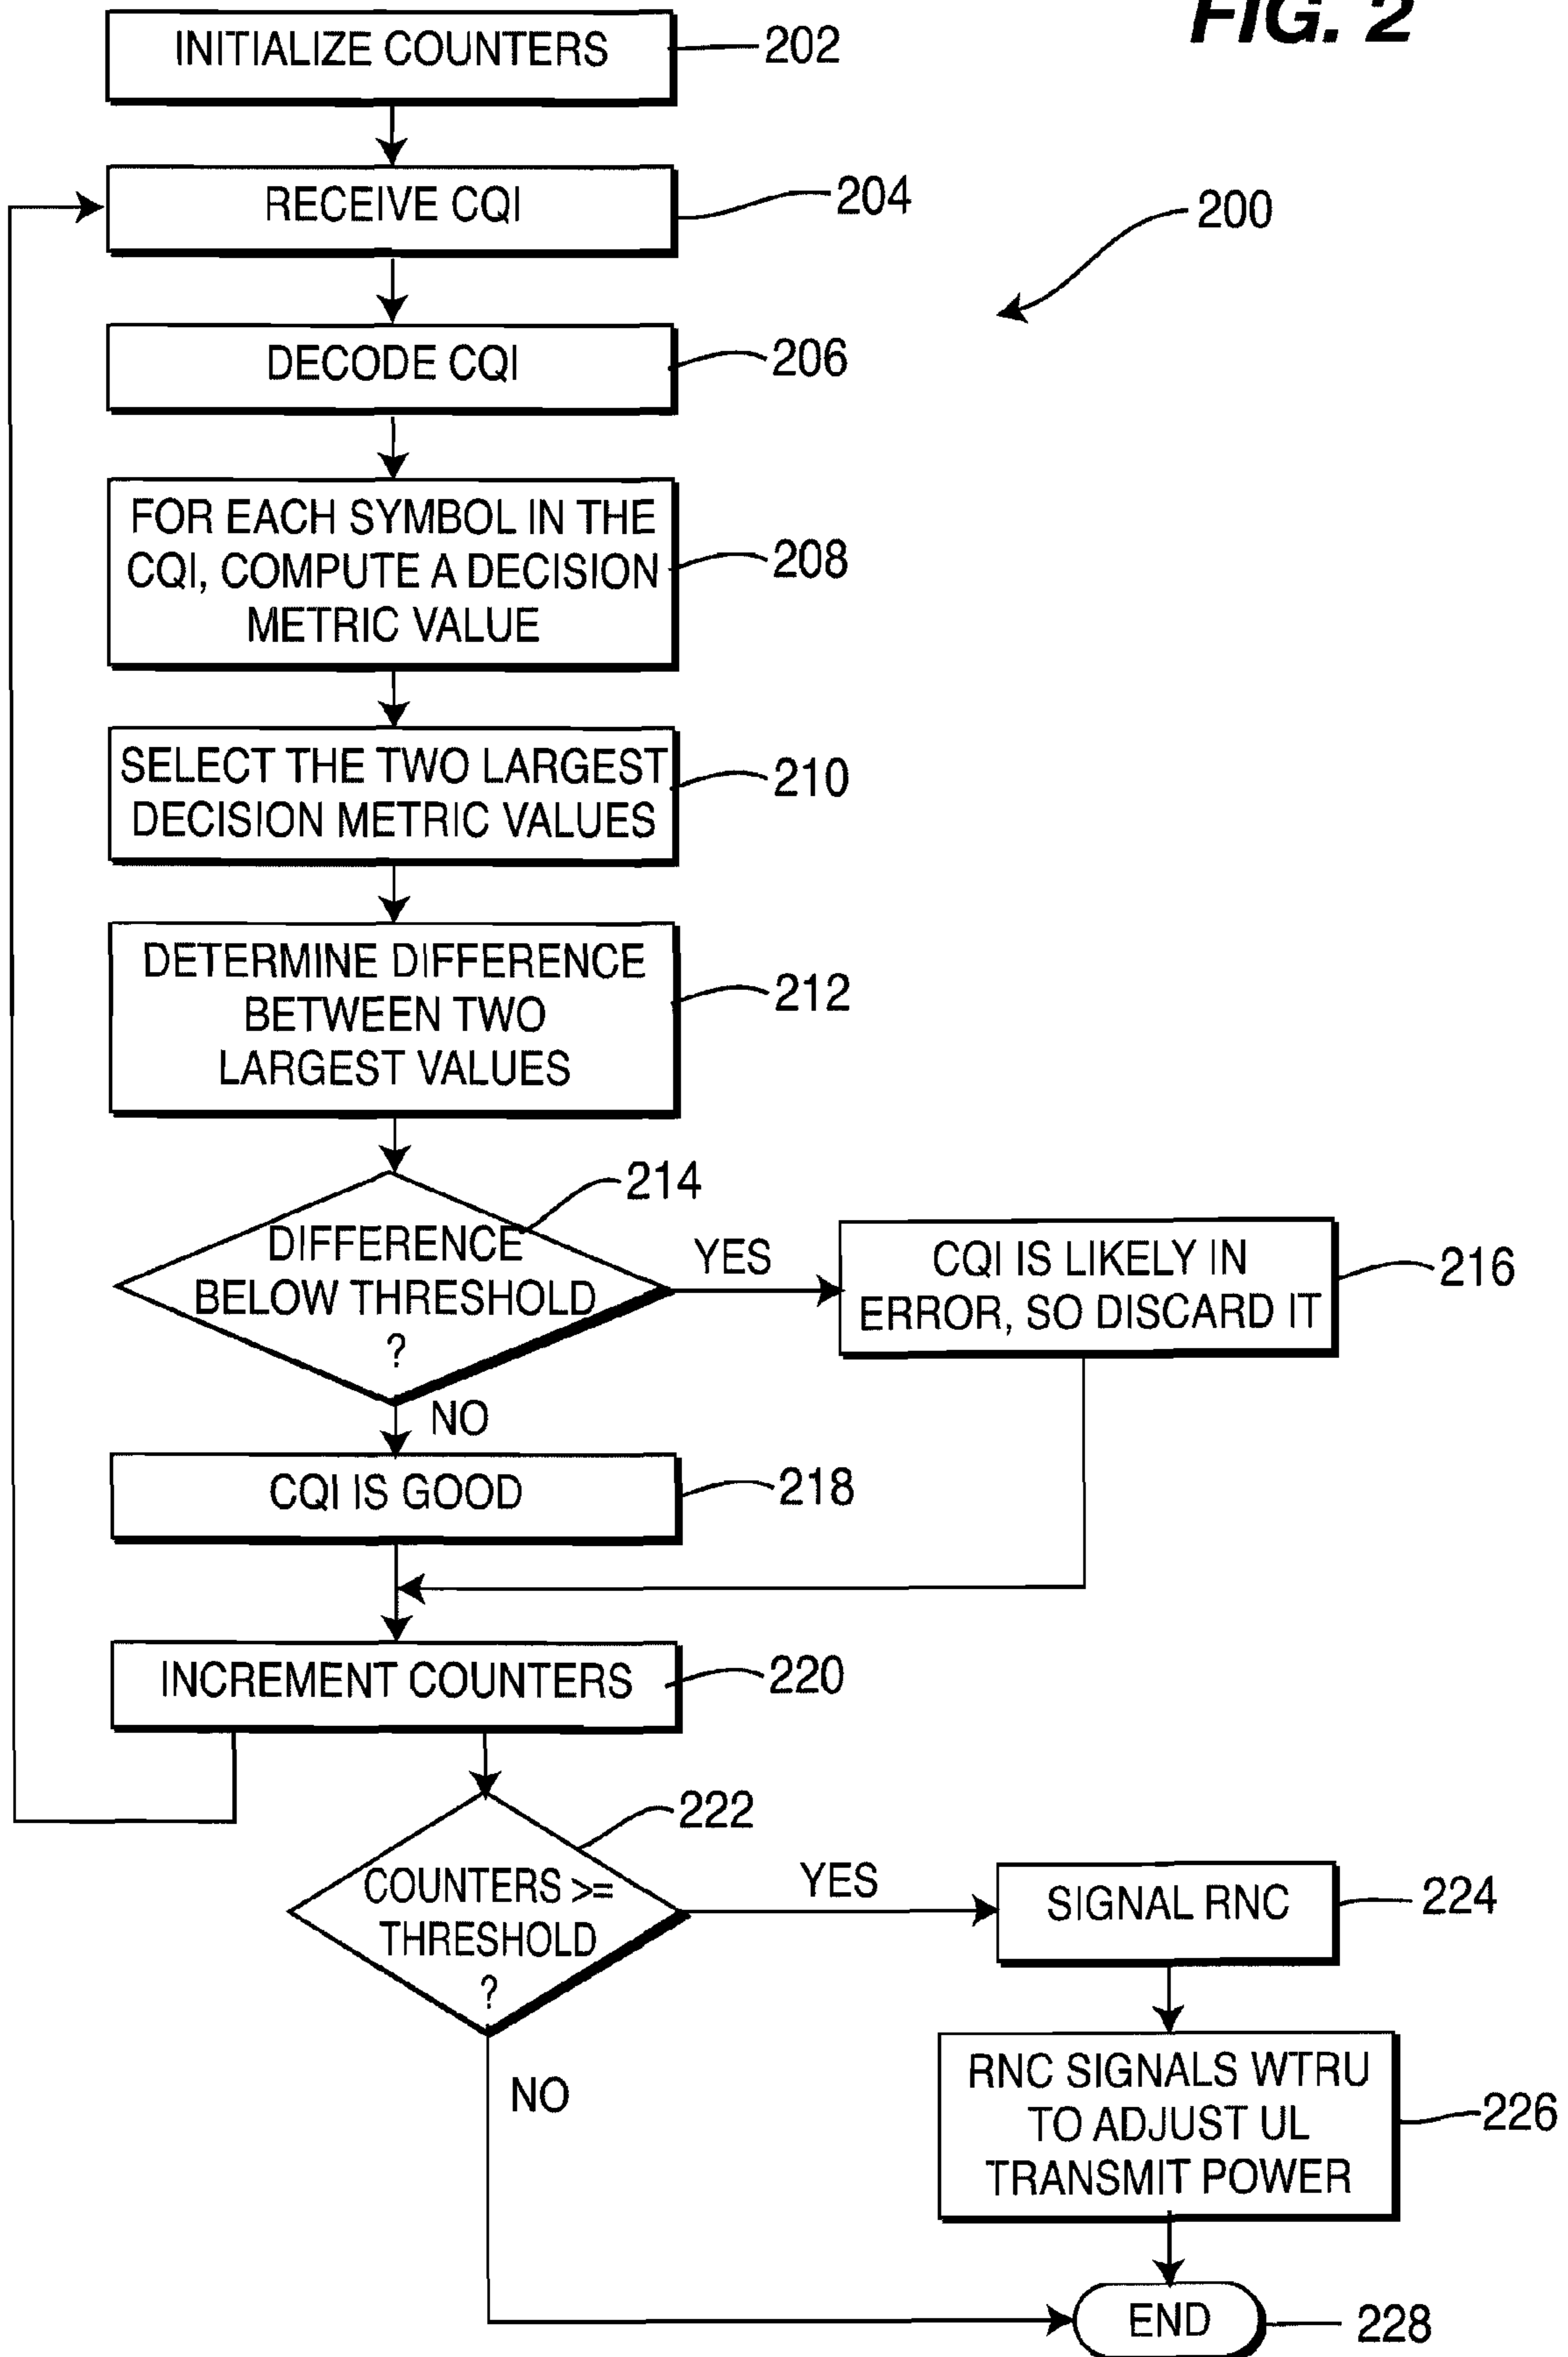 FIG. 2
INITIALIZE COUNTERS
202
RECEIVE CQI
204
200
DECODE CQI
206
FOR EACH SYMBOL IN THE
CQI, COMPUTE A DECISION
METRIC VALUE
208
SELECT THE TWO LARGEST
DECISION METRIC VALUES
210
DETERMINE DIFFERENCE
BETWEEN TWO
LARGEST VALUES
212
214
DIFFERENCE
BELOW THRESHOLD
?
YES
CQI IS LIKELY IN
ERROR, SO DISCARD IT
216
NO
CQI IS GOOD
218
INCREMENT COUNTERS
220
222
COUNTERS >=
THRESHOLD
?
YES
SIGNAL RNC
224
NO
RNC SIGNALS WTRU
TO ADJUST UL
TRANSMIT POWER
226
END
228